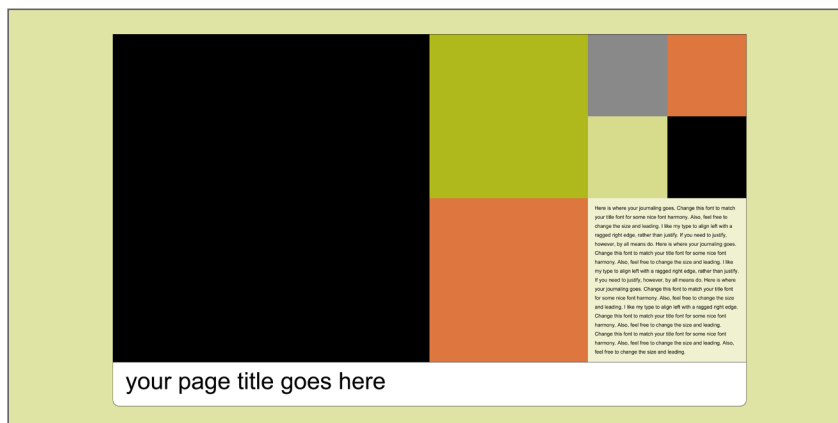 Here is where your journaling goes. Change this font to match
your title font for some nice font harmony. Also, feel free to
change the size and leading. I like my type to align left with a
ragged right edge, rather than justify. If you need to justify,
however, by all means do. Here is where your journaling goes.
Change this font to match your title font for some nice font
harmony. Also, feel free to change the size and leading. I like
my type to align left with a ragged right edge, rather than justify.
If you need to justify, however, by all means do. Here is where
your journaling goes. Change this font to match your title font
for some nice font harmony. Also, feel free to change the size
and leading. I like my type to align left with a ragged right edge.
Change this font to match your title font for some nice font
harmony. Also, feel free to change the size and leading.
Change this font to match your title font for some nice font
harmony. Also, feel free to change the size and leading. Also,
feel free to change the size and leading.
your page title goes here